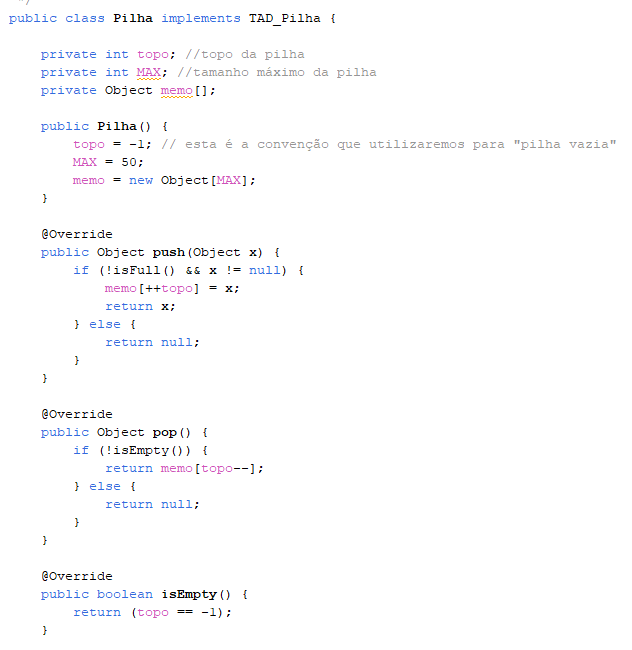 */
public class Pilha implements TAD_Pilha {
private int topo; //topo da pilha
private int MAX; //tamanho máximo da pilha
private Object memo[];
public Pilha() {
topo = -1; // esta é a convenção que utilizaremos para "pilha vazia"
MAX = 50;
memo = new Object[MAX];
}
@Override
public Object push(Object x) {
if (!isFull() && x != null) {
memo[++topo] = x;
return x;
} else {
return null;
}
}
@Override
public Object pop() {
if (!isEmpty()) {
return memo[topo--];
} else {
return null;
}
}
@Override
public boolean isEmpty() {
return (topo == -1);
}